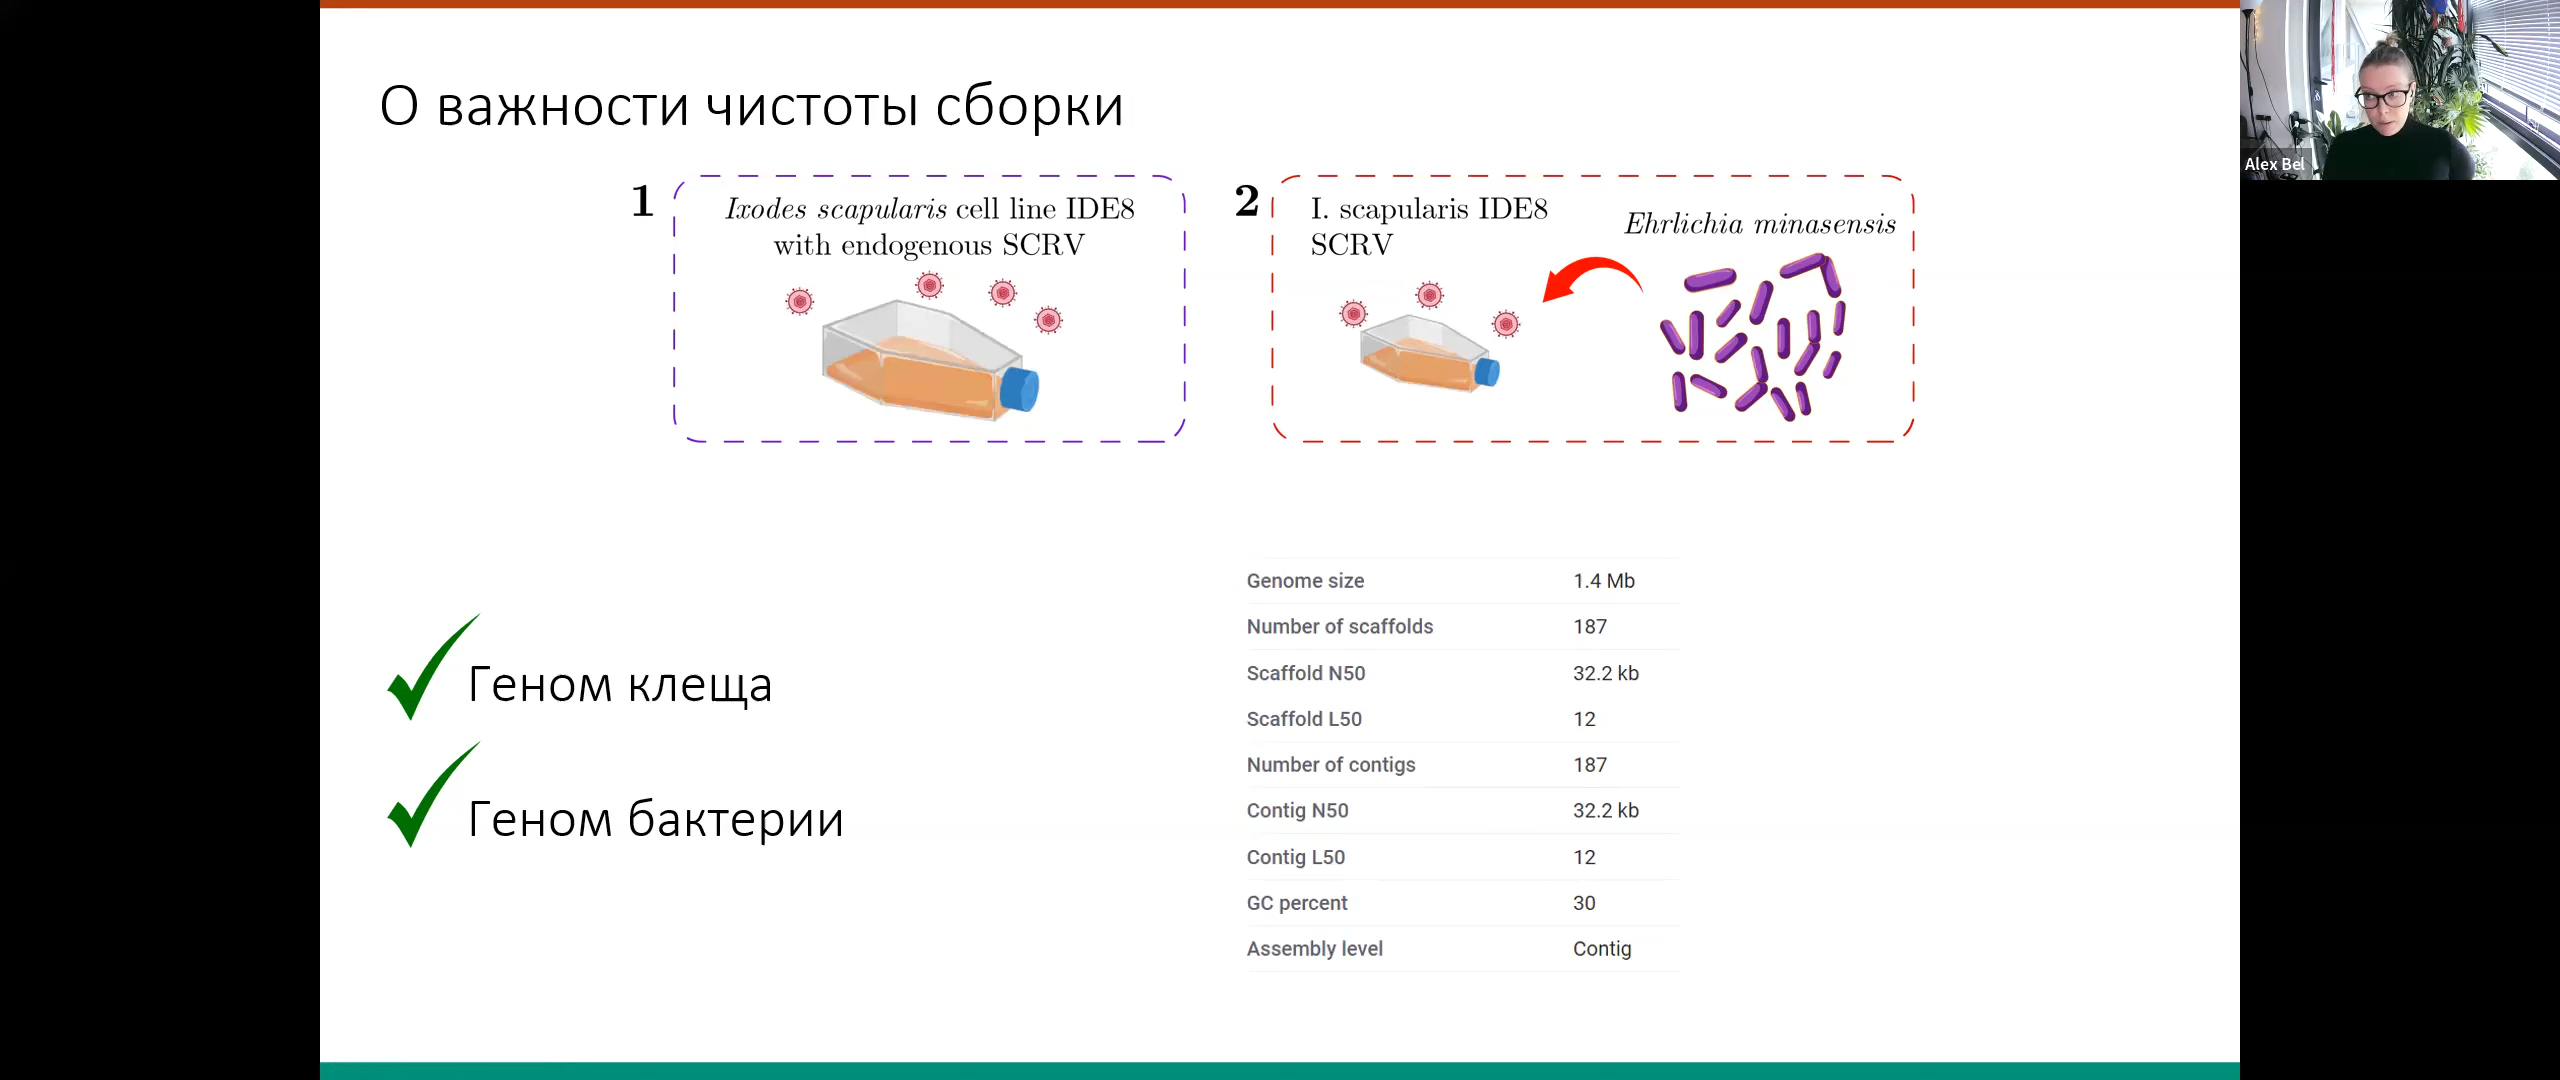 О важности чистоты сборки
1
Ixodes scapularis cell line IDE8
with endogenous SCRV
2
I. scapularis IDE8
SCRV
Ehrlichia minasensis
Alex Bel
Геном клеща
Геном бактерии
Genome size 1.4 Mb
Number of scaffolds 187
Scaffold N50 32.2 kb
Scaffold L50 12
Number of contigs 187
Contig N50 32.2 kb
Contig L50 12
GC percent 30
Assembly level Contig